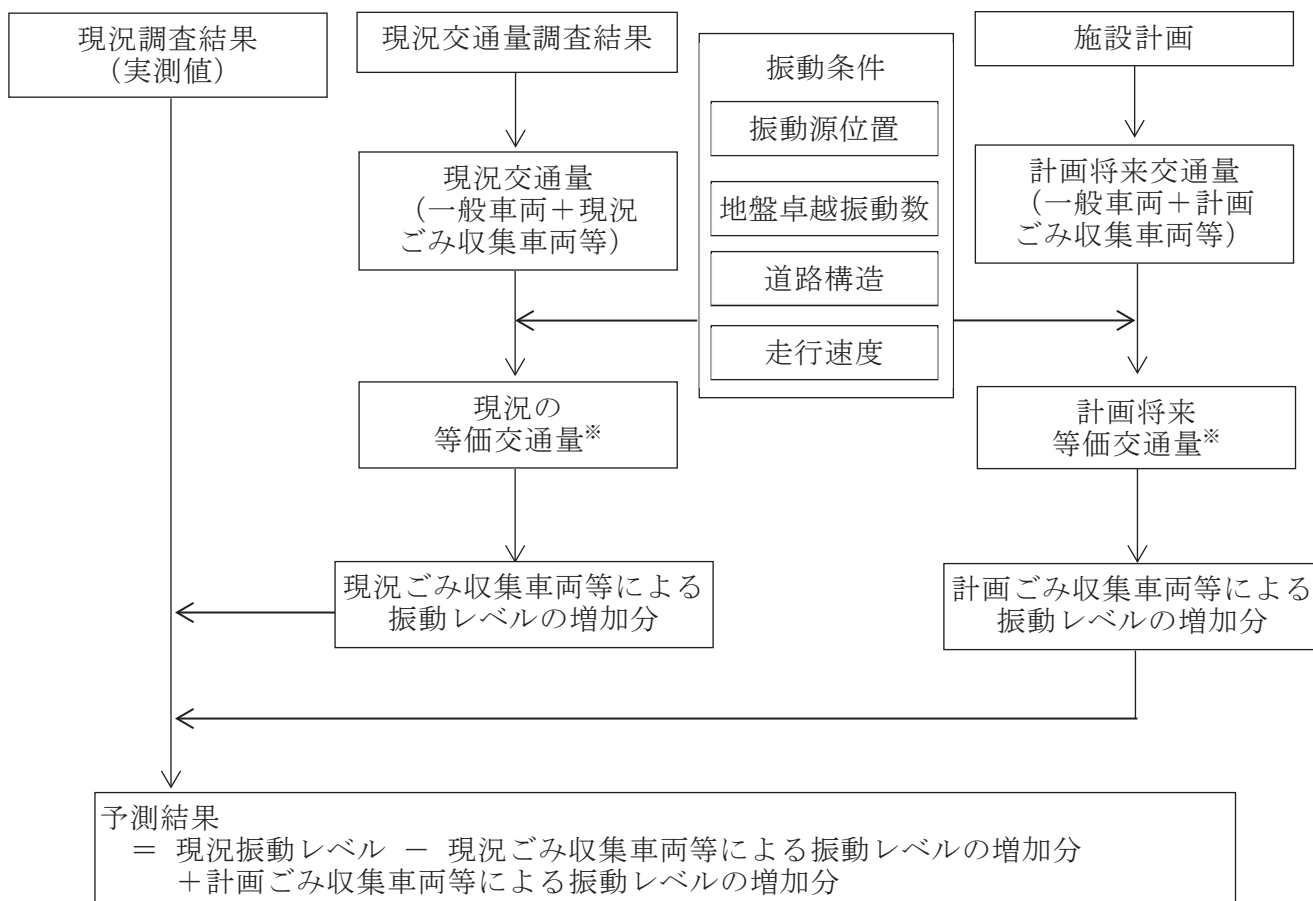 現況調査結果
（実測値）
現況交通量調査結果
振動条件
施設計画
振動源位置
地盤卓越振動数
道路構造
走行速度
現況交通量
（一般車両＋現況
ごみ収集車両等）
計画将来交通量
（一般車両＋計画
ごみ収集車両等）
現況の
等価交通量※
計画将来
等価交通量※
現況ごみ収集車両等による
振動レベルの増加分
計画ごみ収集車両等による
振動レベルの増加分
予測結果
＝ 現況振動レベル － 現況ごみ収集車両等による振動レベルの増加分
＋計画ごみ収集車両等による振動レベルの増加分